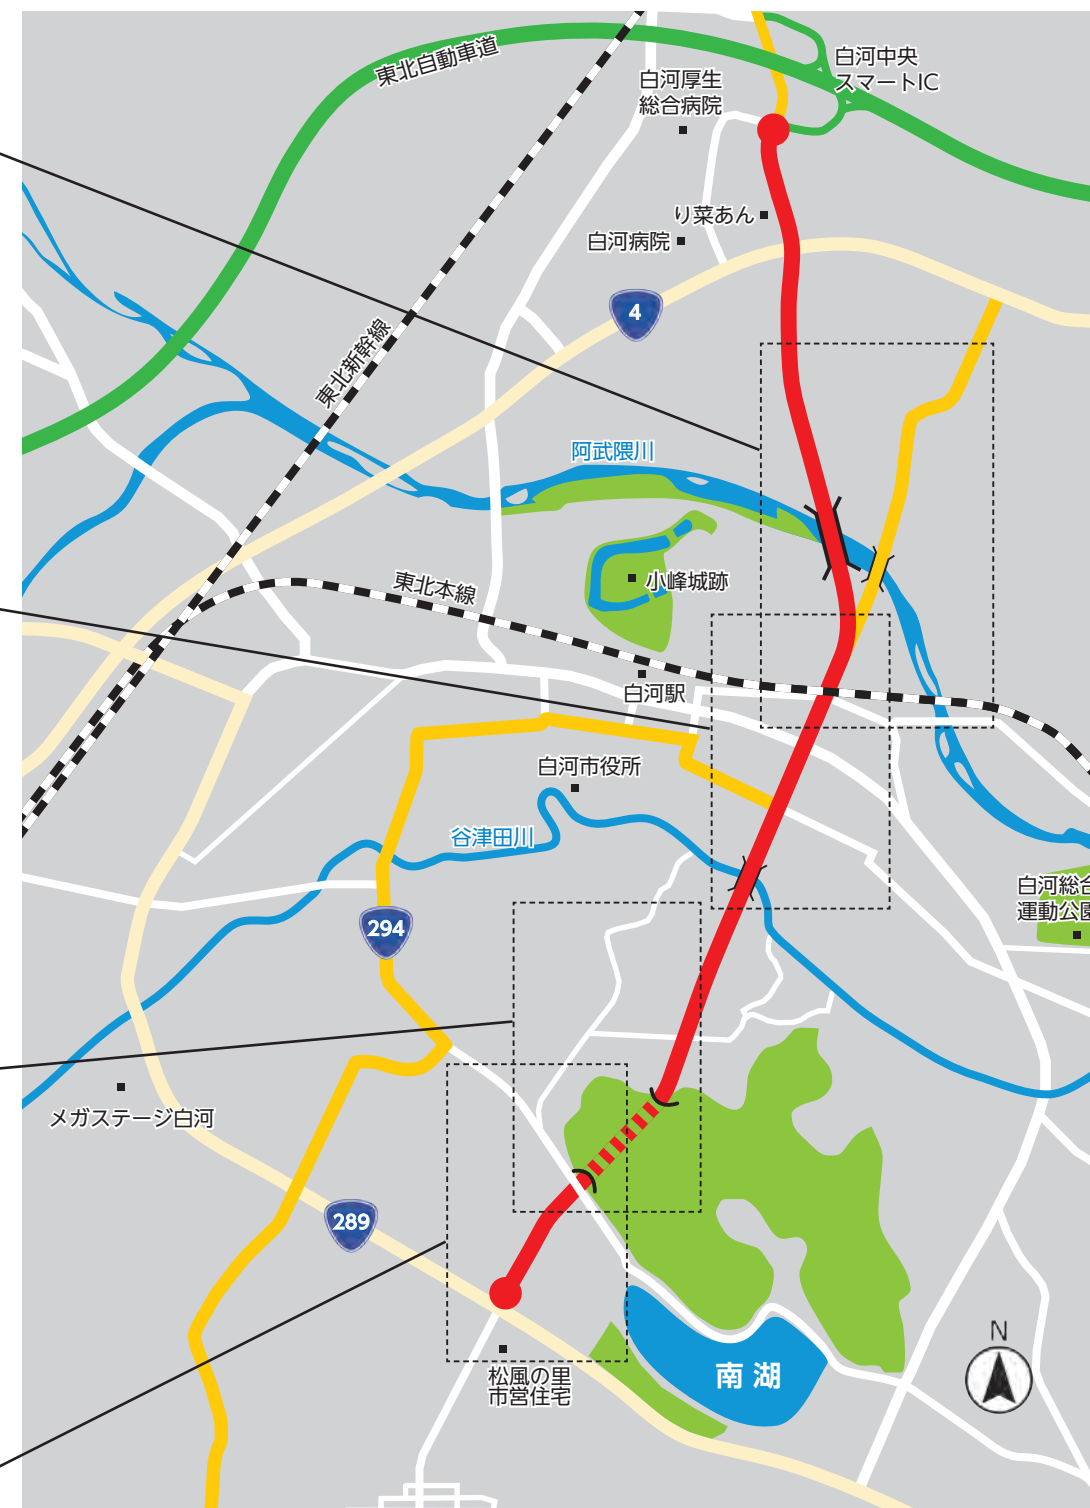 東北自動車道
白河中央
スマートIC
白河厚生
総合病院
り菜あん
白河病院
4
東北新幹線
阿武隈川
東北本線
小峰城跡
白河駅
白河市役所
谷津田川
白河総合
運動公園
294
メガステージ白河
289
N
南湖
松風の里
市営住宅